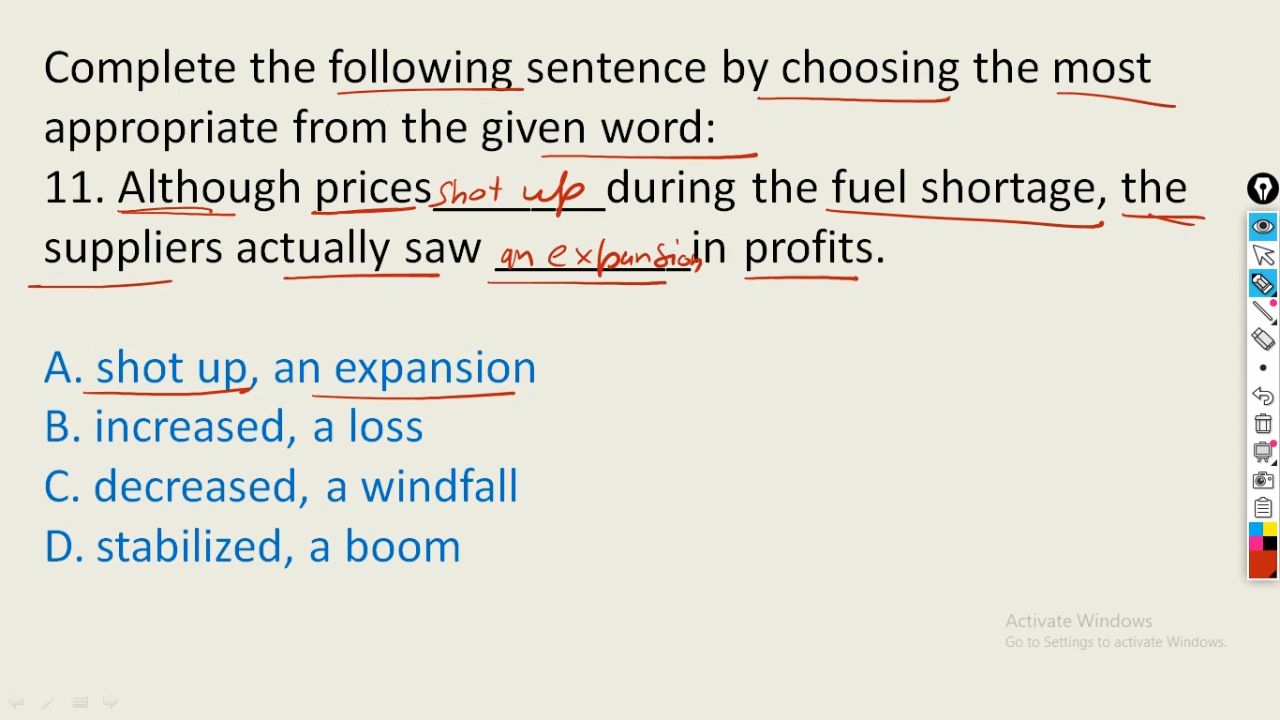 Complete the following sentence by choosing the most
appropriate from the given word:
11. Although prices shot up during the fuel shortage, the
suppliers actually saw an expansion in profits.
A. shot up, an expansion
B. increased, a loss
C. decreased, a windfall
D. stabilized, a boom
Activate Windows
Go to Settings to activate Windows.